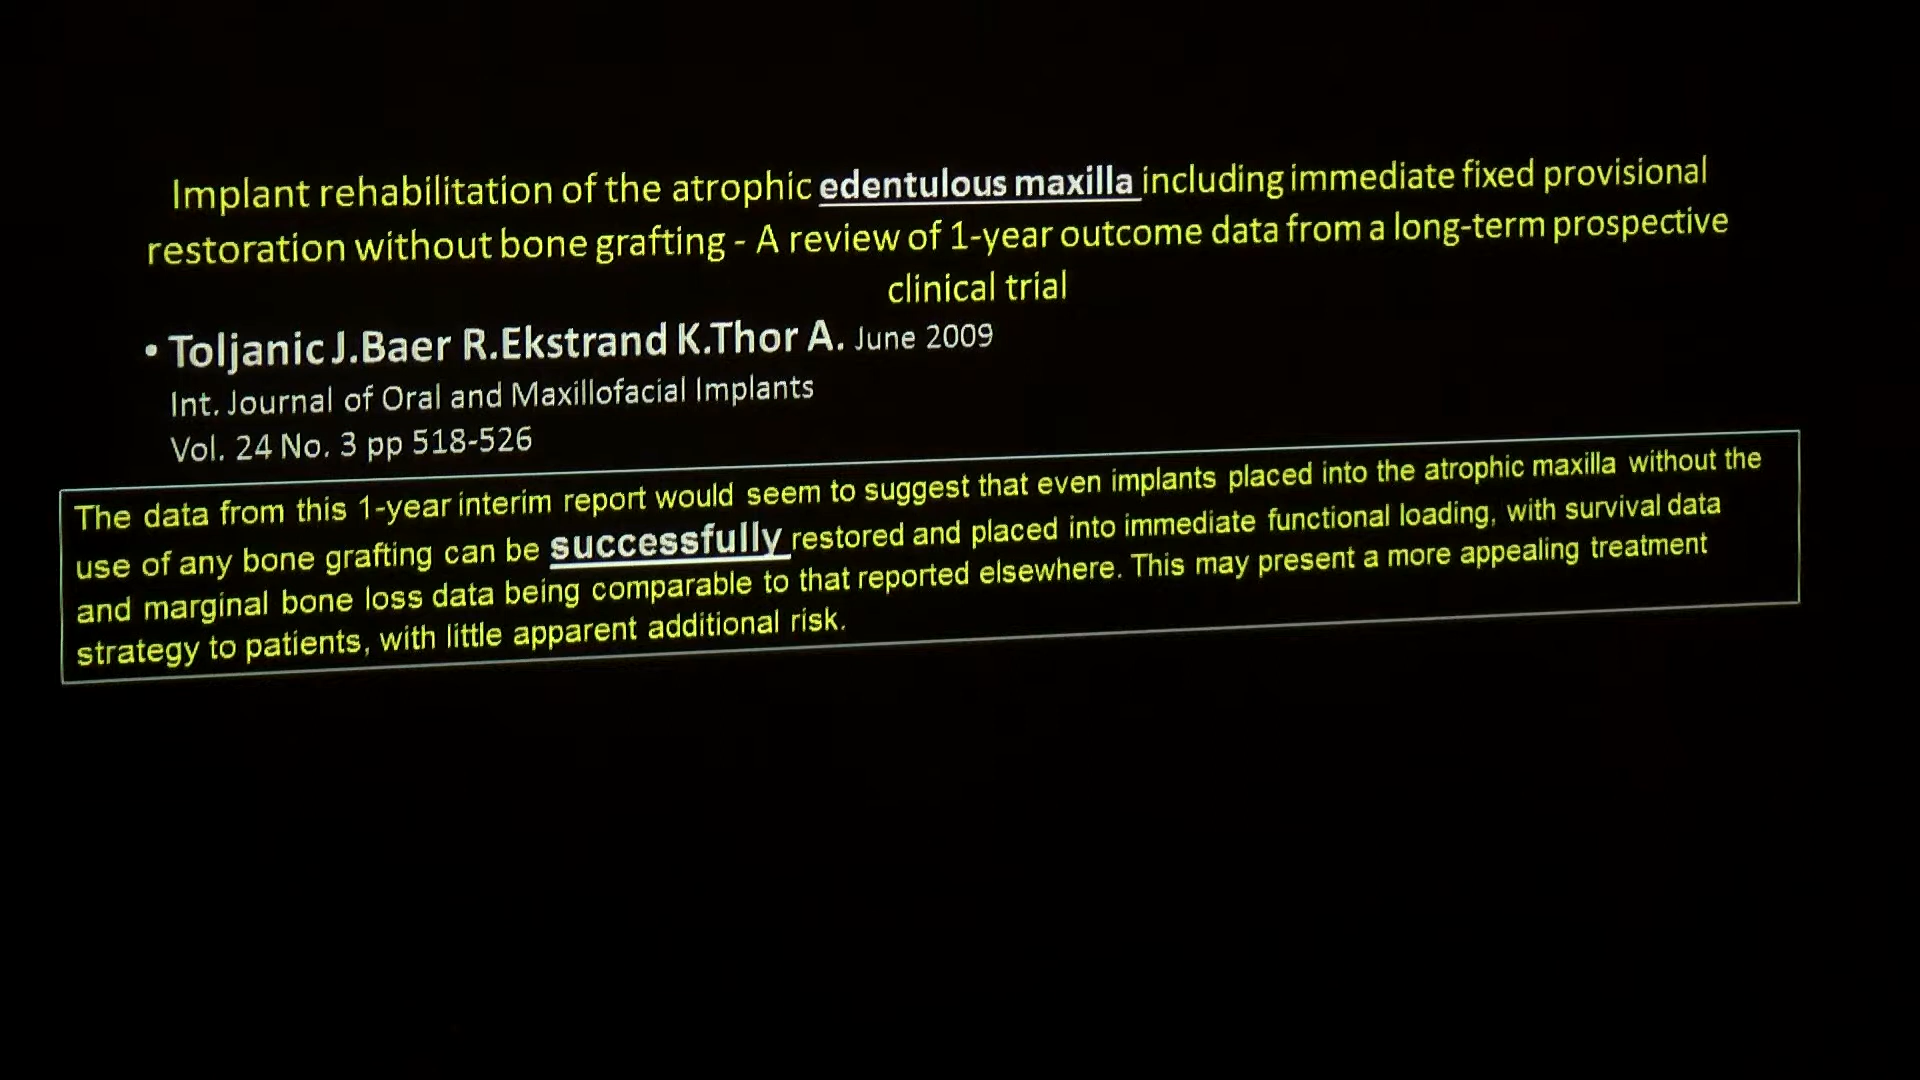 Implant rehabilitation of the atrophic edentulous maxilla including immediate fixed provisional
restoration without bone grafting - A review of 1-year outcome data from a long-term prospective
clinical trial
• Toljanic J.Baer R.Ekstrand K.Thor A. June 2009
Int. Journal of Oral and Maxillofacial Implants
Vol. 24 No. 3 pp 518-526
The data from this 1-year interim report would seem to suggest that even implants placed into the atrophic maxilla without the
use of any bone grafting can be successfully restored and placed into immediate functional loading, with survival data
and marginal bone loss data being comparable to that reported elsewhere. This may present a more appealing treatment
strategy to patients, with little apparent additional risk.